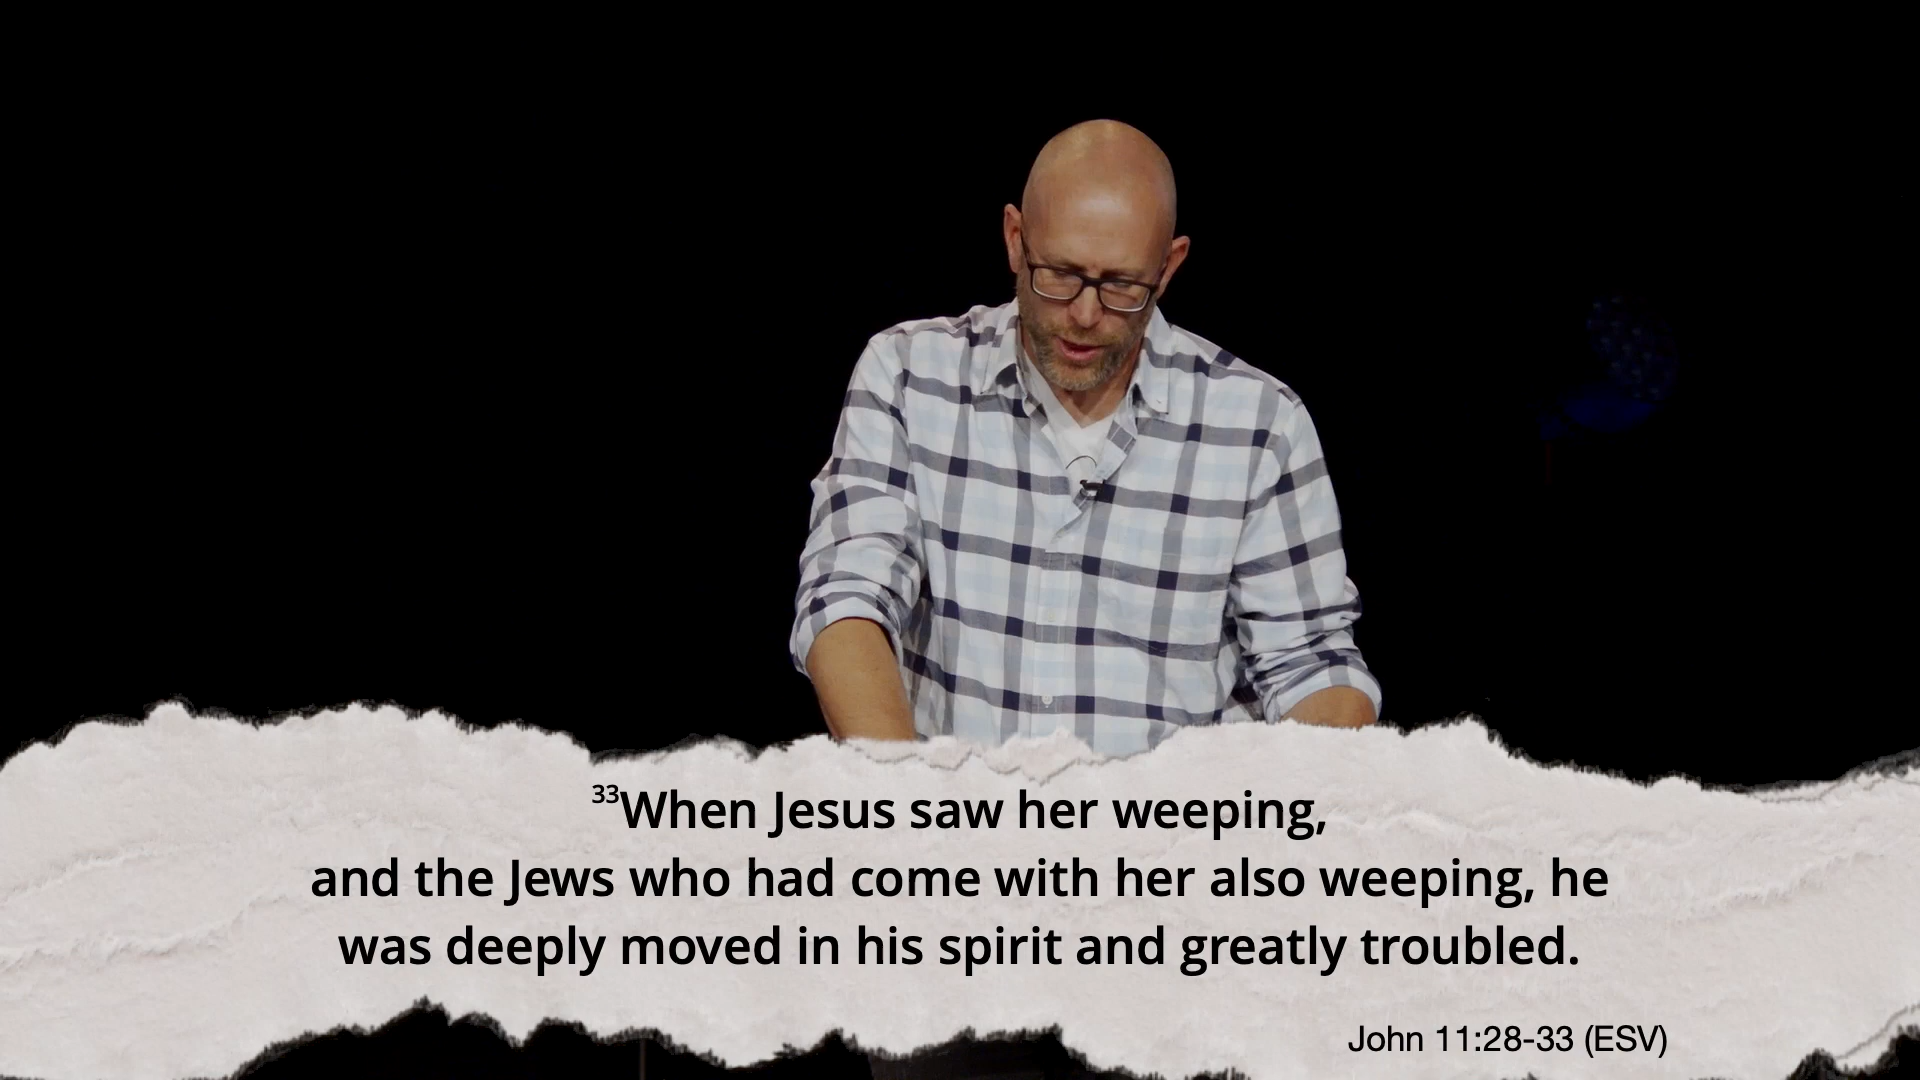 33When Jesus saw her weeping,
and the Jews who had come with her also weeping, he
was deeply moved in his spirit and greatly troubled.
John 11:28-33 (ESV)